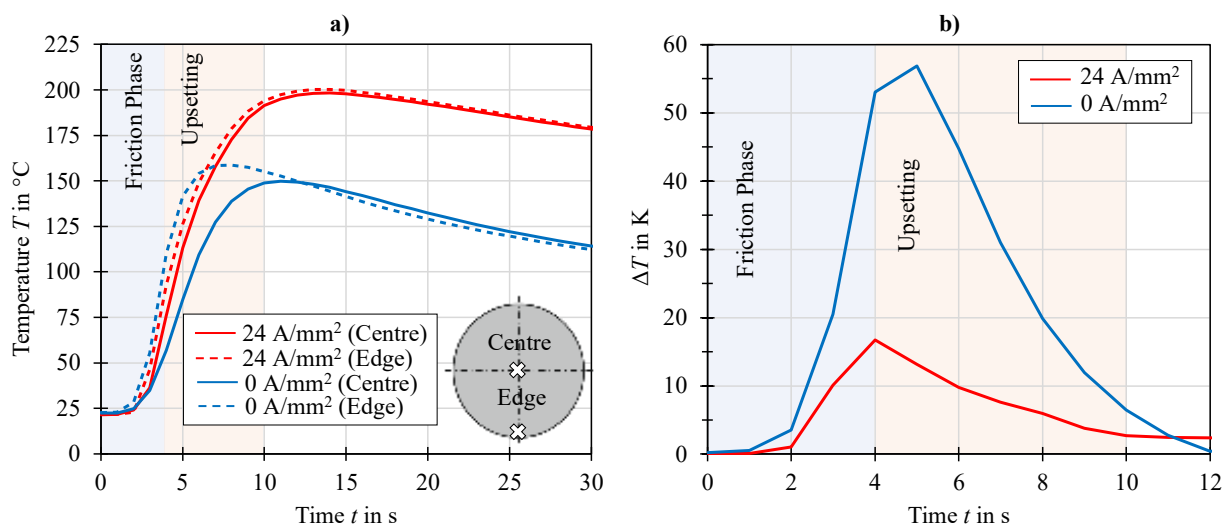 a)
Temperature T in °C
225
200
175
150
125
100
75
50
25
0
Friction Phase
Upsetting
24 A/mm² (Centre)
24 A/mm² (Edge)
0 A/mm² (Centre)
0 A/mm² (Edge)
Centre
Edge
0 5 10 15 20 25 30
Time t in s
b)
ΔT in K
60
50
40
30
20
10
0
Friction Phase
Upsetting
24 A/mm²
0 A/mm²
0 2 4 6 8 10 12
Time t in s